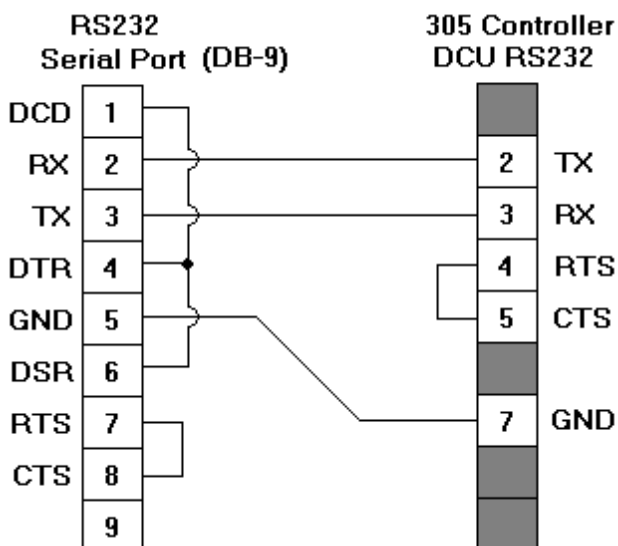 RS232
Serial Port (DB-9)
305 Controller
DCU RS232
DCD 1
RX 2 2 TX
TX 3 3 RX
DTR 4 4 RTS
GND 5 5 CTS
DSR 6
RTS 7 7 GND
CTS 8
9